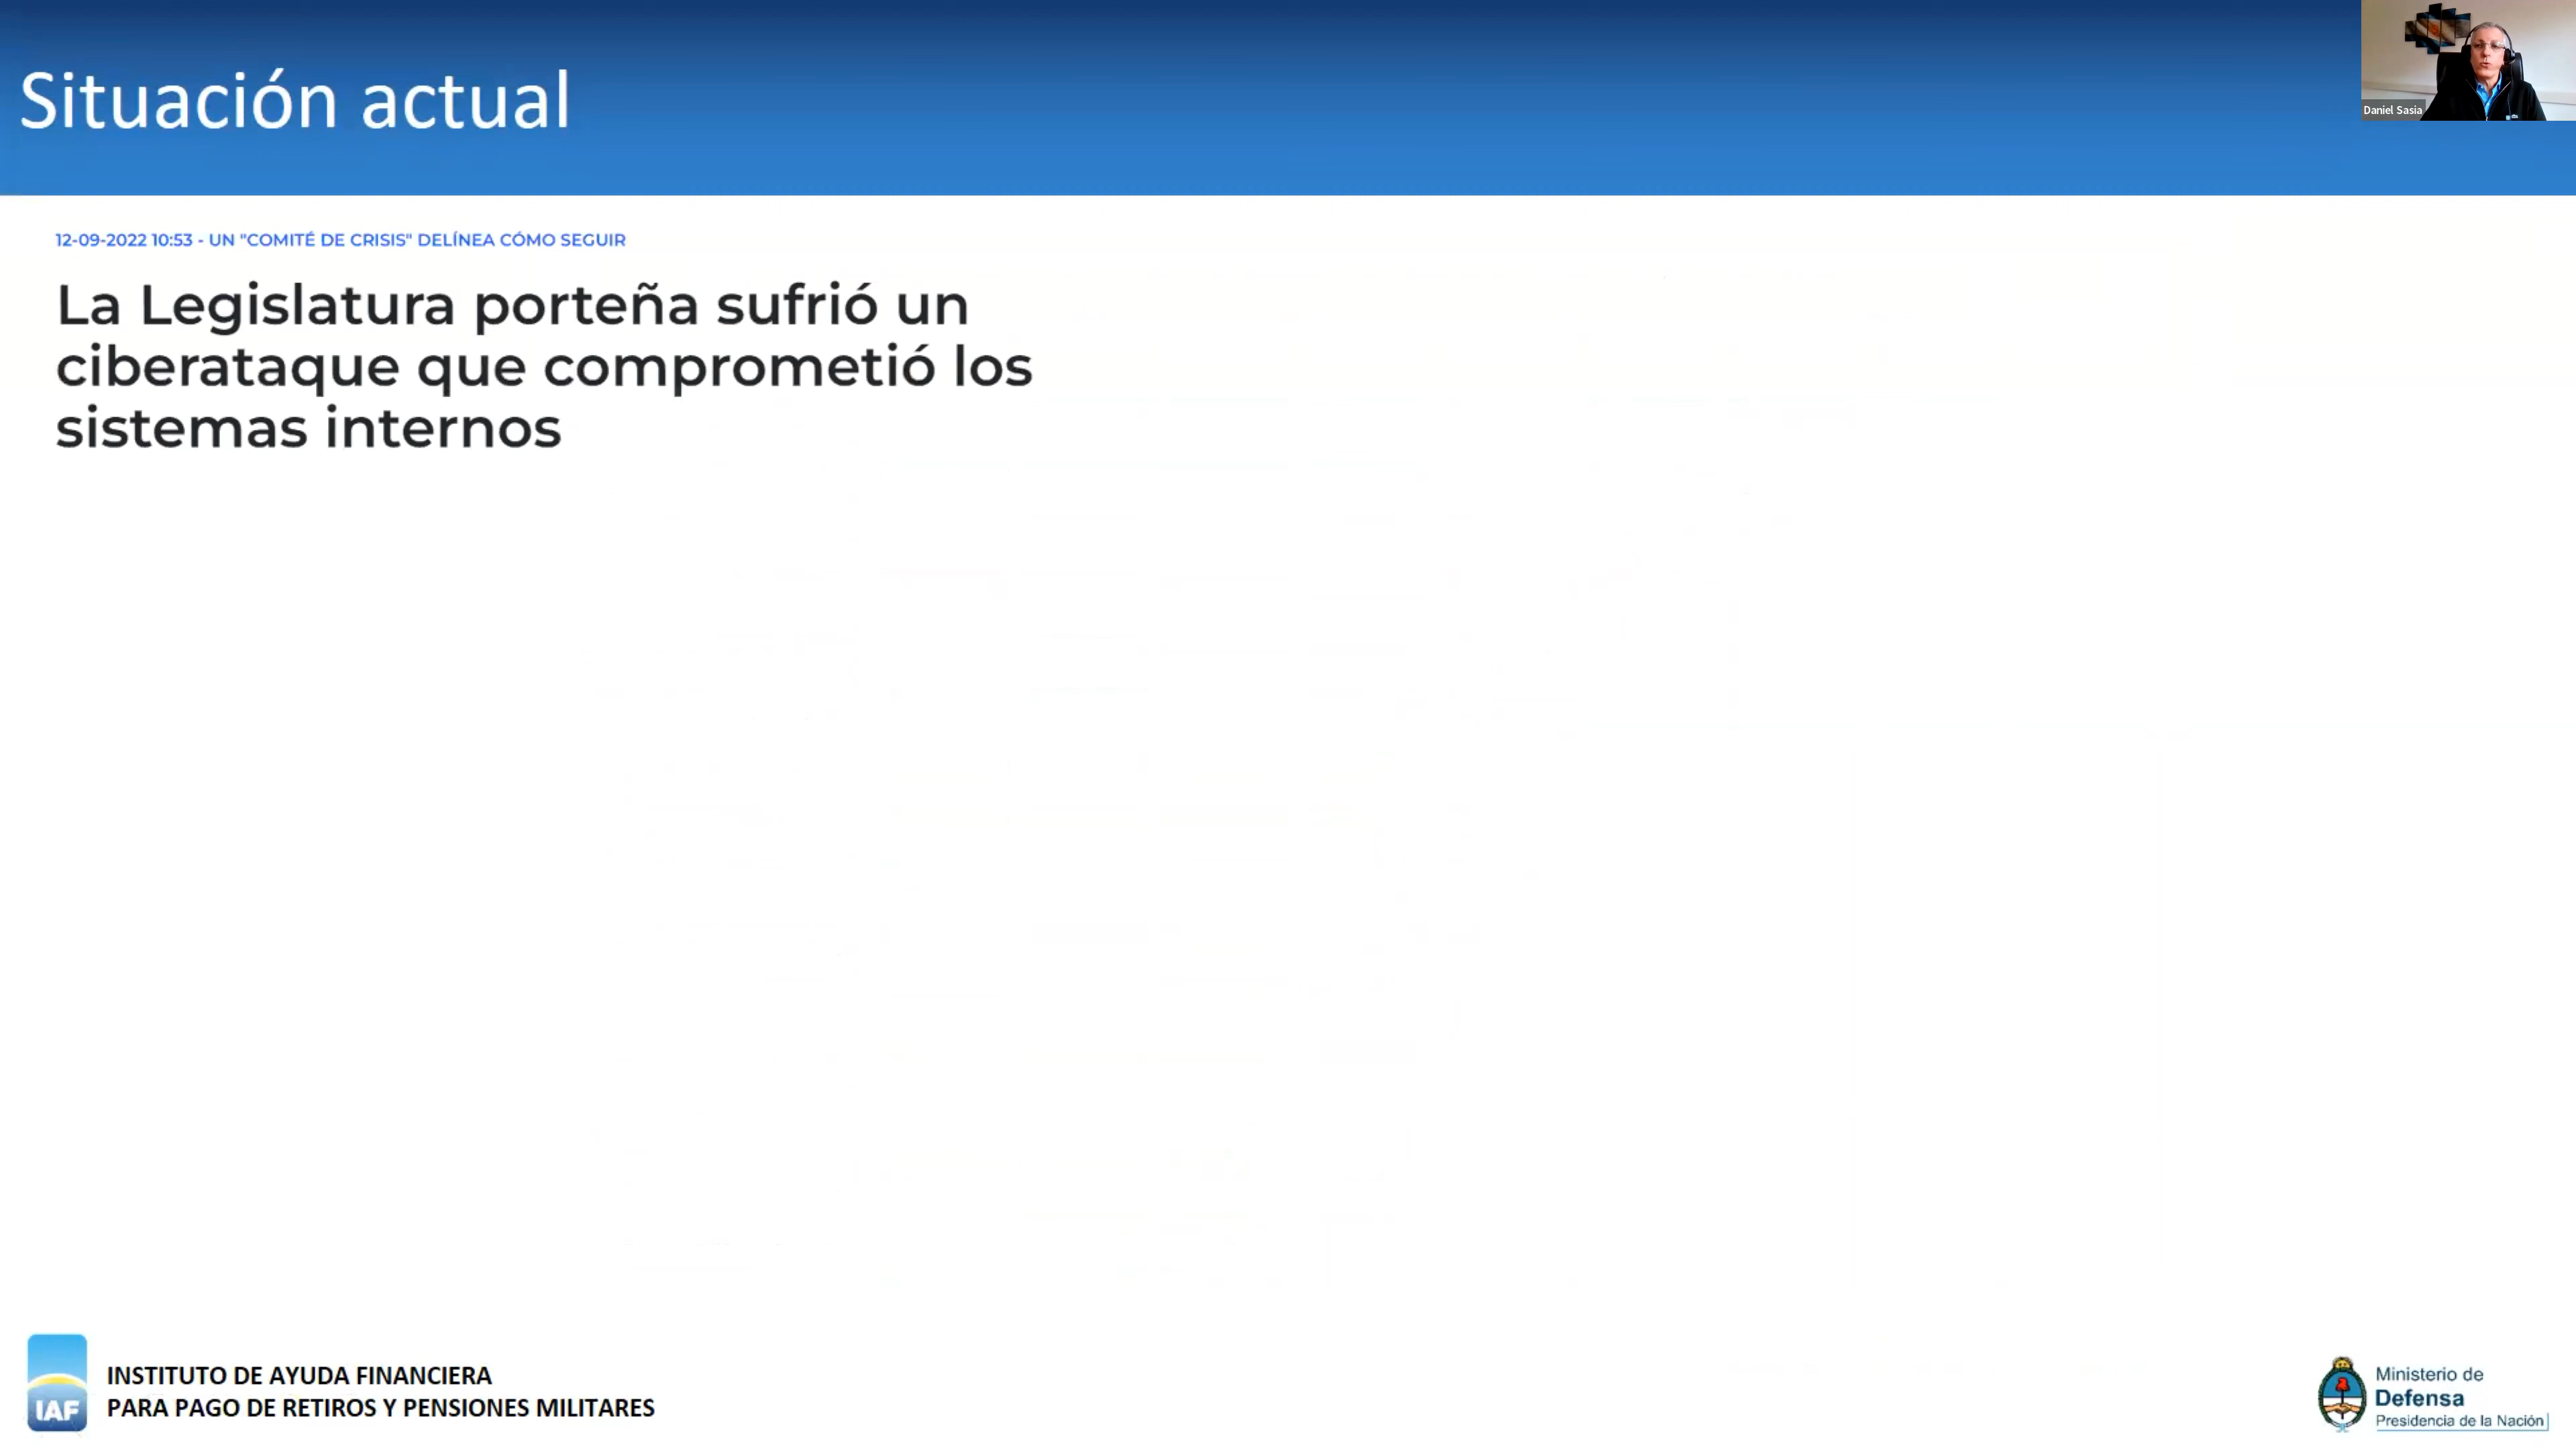 Situación actual
Daniel Sasia
12-09-2022 10:53 - UN "COMITÉ DE CRISIS" DELÍNEA CÓMO SEGUIR
La Legislatura porteña sufrió un
ciberataque que comprometió los
sistemas internos
IAF
INSTITUTO DE AYUDA FINANCIERA
PARA PAGO DE RETIROS Y PENSIONES MILITARES
Ministerio de
Defensa
Presidencia de la Nación